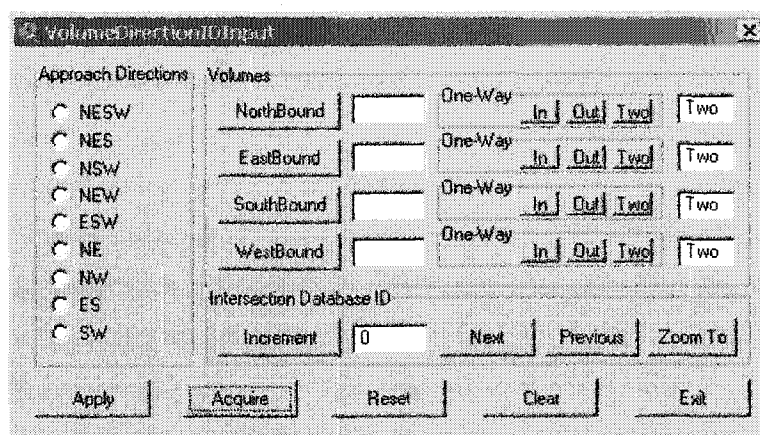 VolumeDirectionIDInput
Approach Directions
NESW
NES
NSW
NEW
ESW
NE
NW
ES
SW
Volumes
NorthBound One-Way In Out Two Two
EastBound One-Way In Out Two Two
SouthBound One-Way In Out Two Two
WestBound One-Way In Out Two Two
Intersection Database ID
Increment 0 Next Previous Zoom To
Apply Acquire Reset Clear Exit